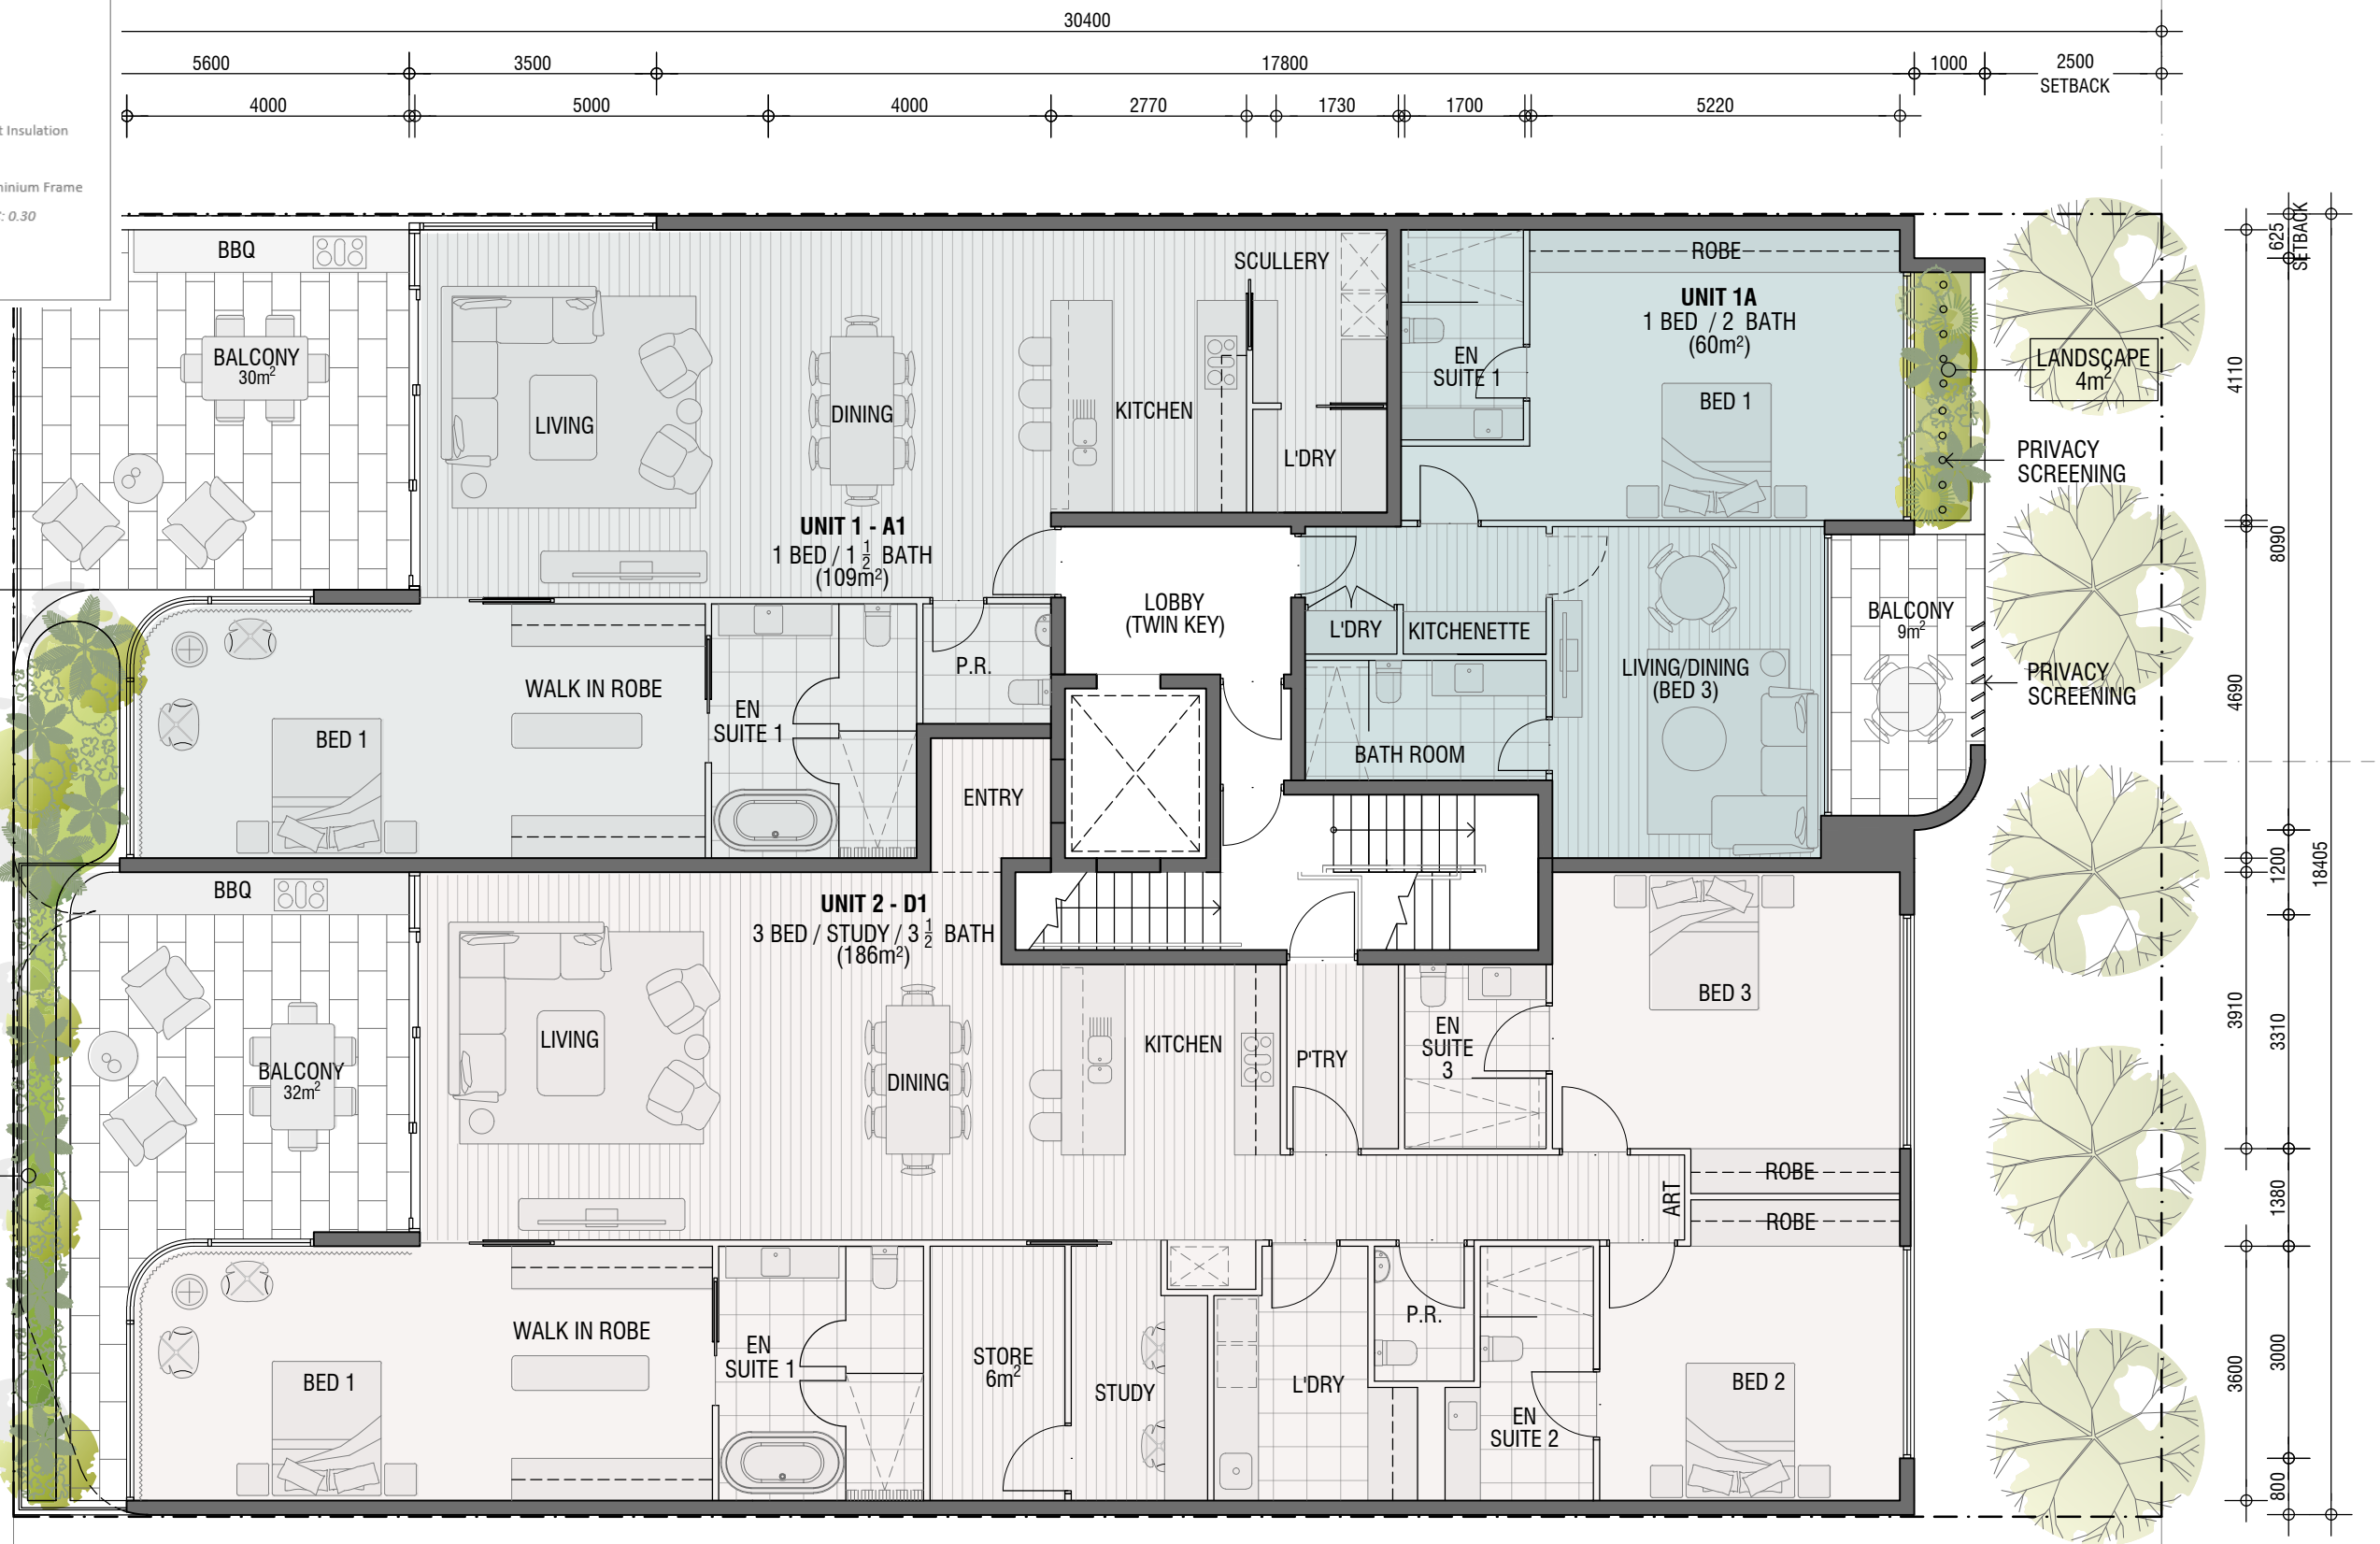 30400
5600
3500
17800
1000
2500
SETBACK
4000
5000
4000
2770
1730
1700
5220
t Insulation
ninium Frame
: 0.30
BBQ
SCULLERY
ROBE
UNIT 1A
1 BED / 2 BATH
(60m²)
BALCONY
30m²
LIVING
DINING
KITCHEN
L'DRY
EN
SUITE 1
BED 1
LANDSCAPE
4m²
PRIVACY
SCREENING
UNIT 1 - A1
1 BED / 1 ½ BATH
(109m²)
LOBBY
(TWIN KEY)
L'DRY
KITCHENETTE
LIVING/DINING
(BED 3)
BALCONY
9m²
PRIVACY
SCREENING
P.R.
WALK IN ROBE
EN
SUITE 1
BED 1
BATH ROOM
ENTRY
BBQ
UNIT 2 - D1
3 BED / STUDY / 3 ½ BATH
(186m²)
BALCONY
32m²
LIVING
DINING
KITCHEN
P'TRY
EN
SUITE
3
BED 3
ROBE
ART
ROBE
BED 1
WALK IN ROBE
EN
SUITE 1
STORE
6m²
STUDY
L'DRY
P.R.
EN
SUITE 2
BED 2
625
SETBACK
4110
8090
4690
1200
18405
3910
3310
1380
3600
3000
800